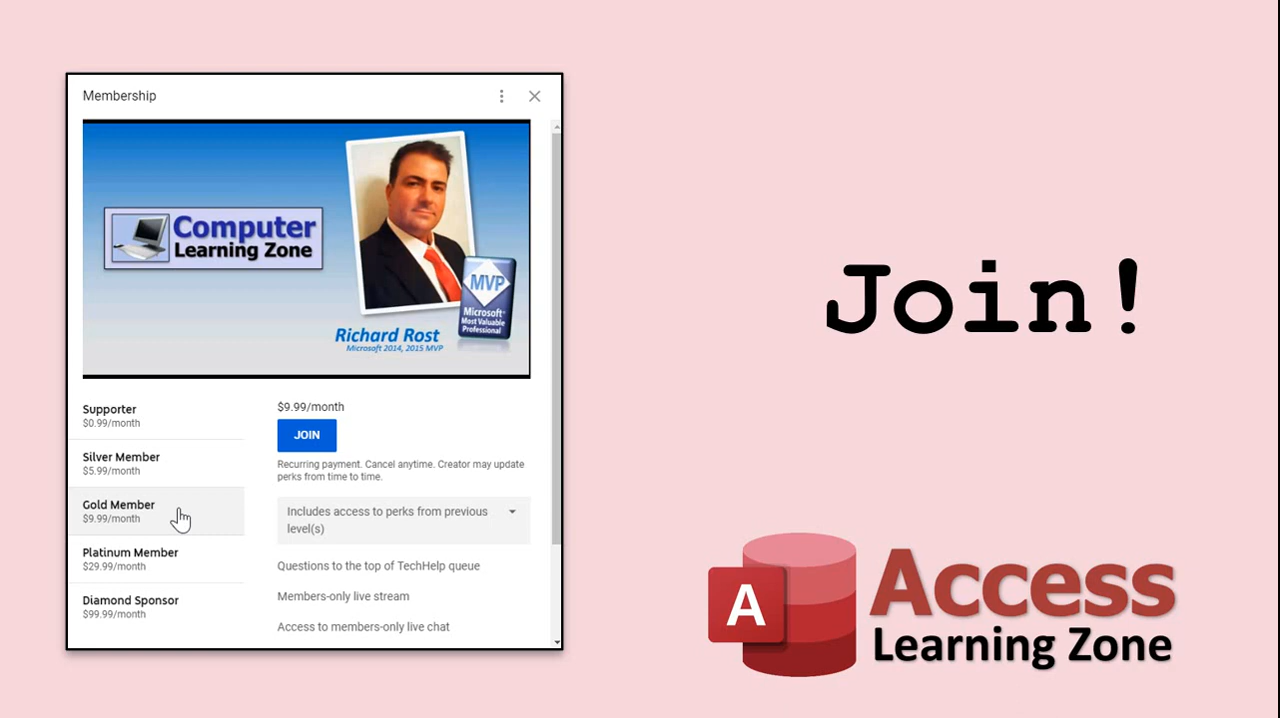 Membership
Computer
Learning Zone
MVP
Microsoft®
Most Valuable
Professional
Richard Rost
Microsoft 2014, 2015 MVP
Supporter
$0.99/month
Silver Member
$5.99/month
Gold Member
$9.99/month
Platinum Member
$29.99/month
Diamond Sponsor
$99.99/month
$9.99/month
JOIN
Recurring payment. Cancel anytime. Creator may update
perks from time to time.
Includes access to perks from previous
level(s)
Questions to the top of TechHelp queue
Members-only live stream
Access to members-only live chat
Join!
A
Access
Learning Zone